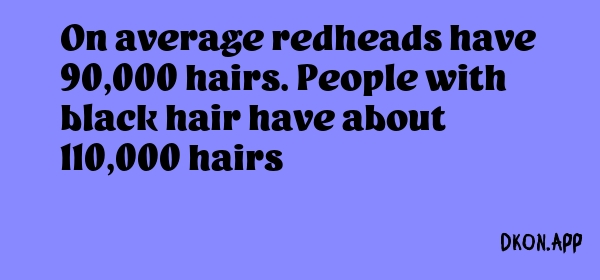 On average redheads have
90,000 hairs. People with
black hair have about
110,000 hairs
DKON.APP